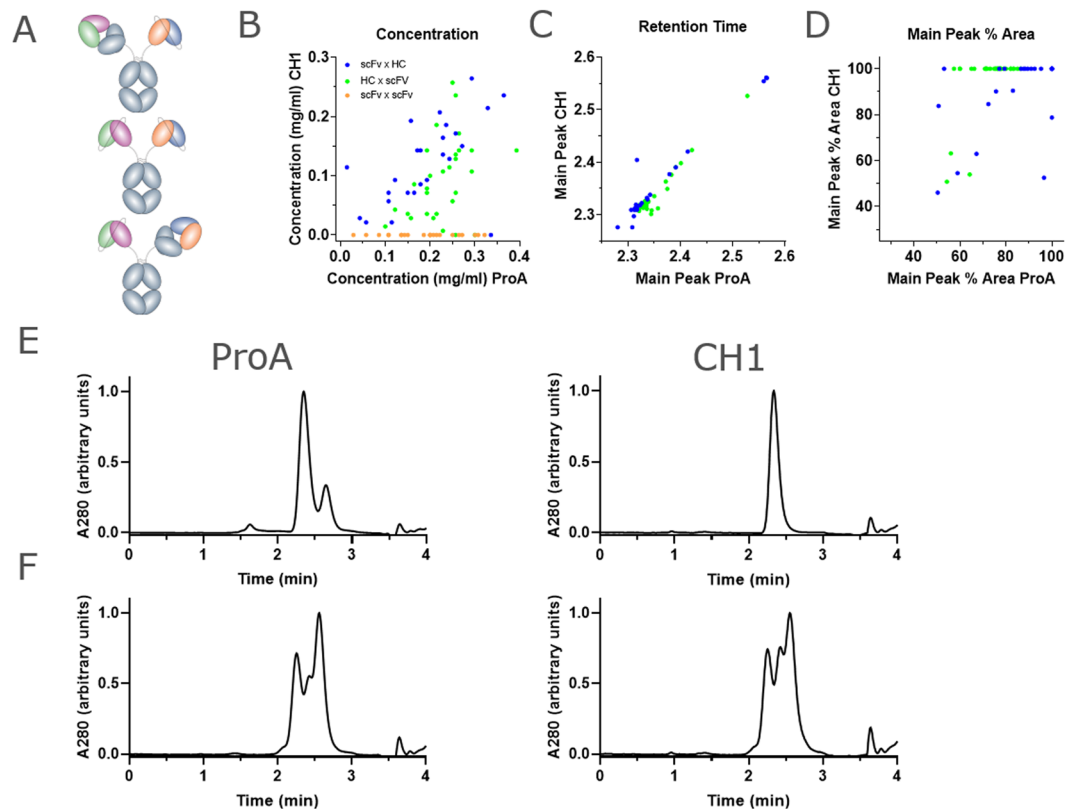 A
B
Concentration
Concentration (mg/ml) CH1
0.3
0.2
0.1
0.0
scFv x HC
HC x scFV
scFv x scFv
0.0 0.1 0.2 0.3 0.4
Concentration (mg/ml) ProA
C
Retention Time
Main Peak CH1
2.6
2.5
2.4
2.3
2.3 2.4 2.5 2.6
Main Peak ProA
D
Main Peak % Area
Main Peak % Area CH1
100
80
60
40
40 60 80 100
Main Peak % Area ProA
E
ProA
A280 (arbitrary units)
1.0
0.5
0.0
0 1 2 3 4
Time (min)
CH1
A280 (arbitrary units)
1.0
0.5
0.0
0 1 2 3 4
Time (min)
F
A280 (arbitrary units)
1.0
0.5
0.0
0 1 2 3 4
Time (min)
A280 (arbitrary units)
1.0
0.5
0.0
0 1 2 3 4
Time (min)